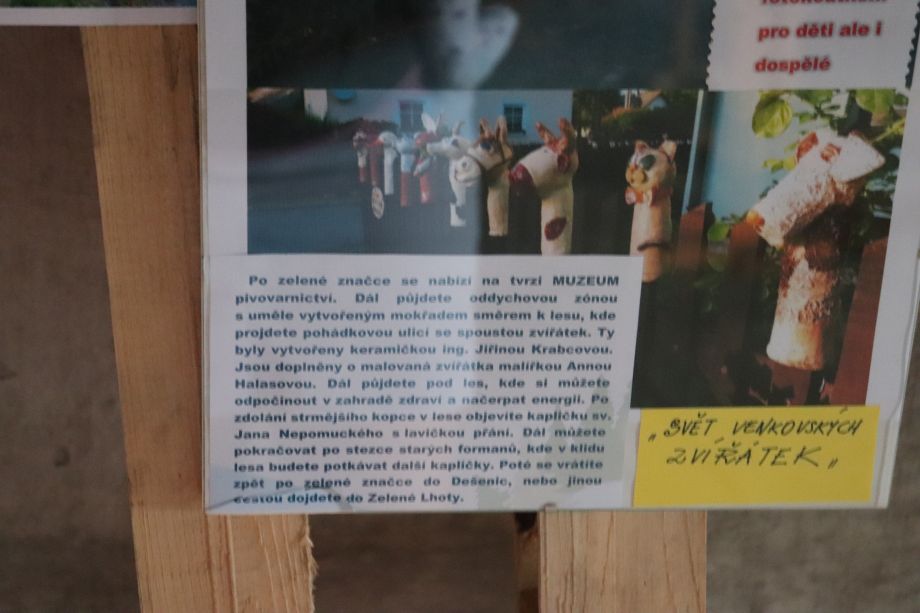 pro děti ale i
dospělé
Po zelené značce se nabízí na tvrzi MUZEUM
pivovarnictví. Dál půjdete oddychovou zónou
s uměle vytvořeným mokřadem směrem k lesu, kde
projdete pohádkovou ulicí se spoustou zvířátek. Ty
byly vytvořeny keramičkou ing. Jiřinou Krabcovou.
Jsou doplněny o malovaná zvířátka malířkou Annou
Halasovou. Dál půjdete pod les, kde si můžete
odpočinout v zahradě zdraví a načerpat energii. Po
zdolání strmějšího kopce v lese objevíte kapličku sv.
Jana Nepomuckého s lavičkou přání. Dál můžete
pokračovat po stezce starých formanů, kde v klidu
lesa budete potkávat další kapličky. Poté se vrátíte
zpět po zelené značce do Dešenic, nebo jinou
cestou dojdete do Zelené Lhoty.
„SVĚT VENKOVSKÝCH
ZVÍŘÁTEK„